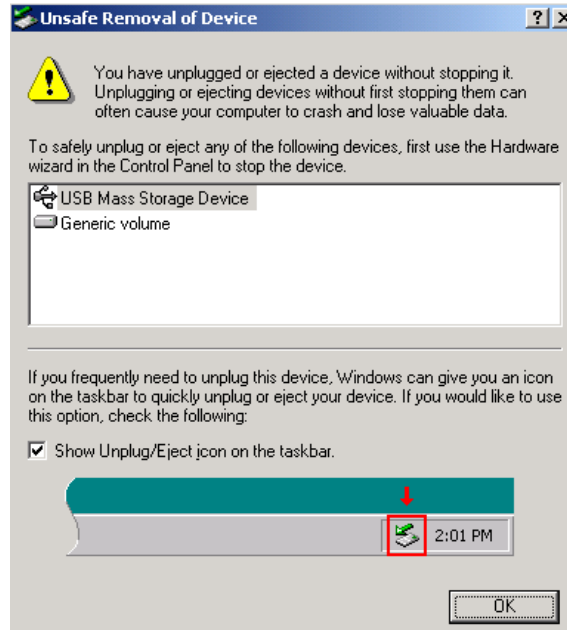 Unsafe Removal of Device
You have unplugged or ejected a device without stopping it.
Unplugging or ejecting devices without first stopping them can
often cause your computer to crash and lose valuable data.
To safely unplug or eject any of the following devices, first use the Hardware
wizard in the Control Panel to stop the device.
USB Mass Storage Device
Generic volume
If you frequently need to unplug this device, Windows can give you an icon
on the taskbar to quickly unplug or eject your device. If you would like to use
this option, check the following:
Show Unplug/Eject icon on the taskbar.
2:01 PM
OK